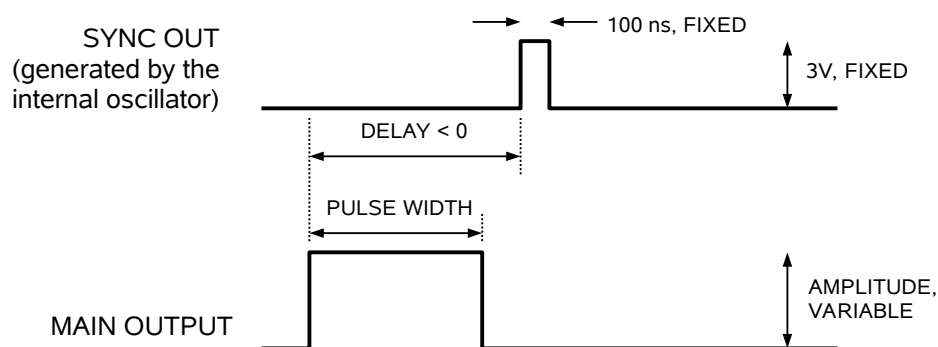 SYNC OUT
(generated by the
internal oscillator)
100 ns, FIXED
3V, FIXED
DELAY < 0
PULSE WIDTH
AMPLITUDE,
VARIABLE
MAIN OUTPUT